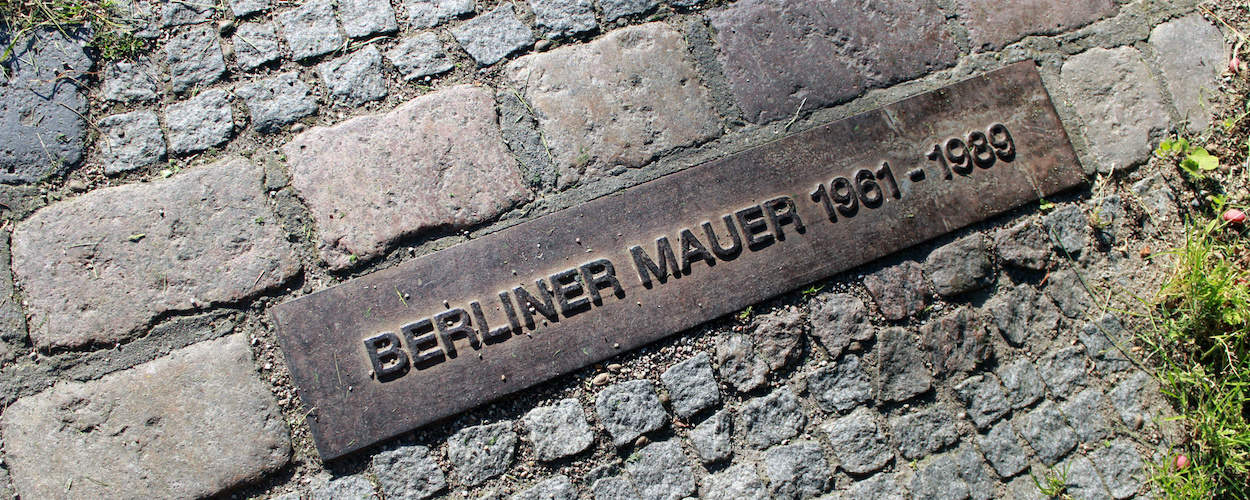 BERLINER MAUER 1961 - 1989